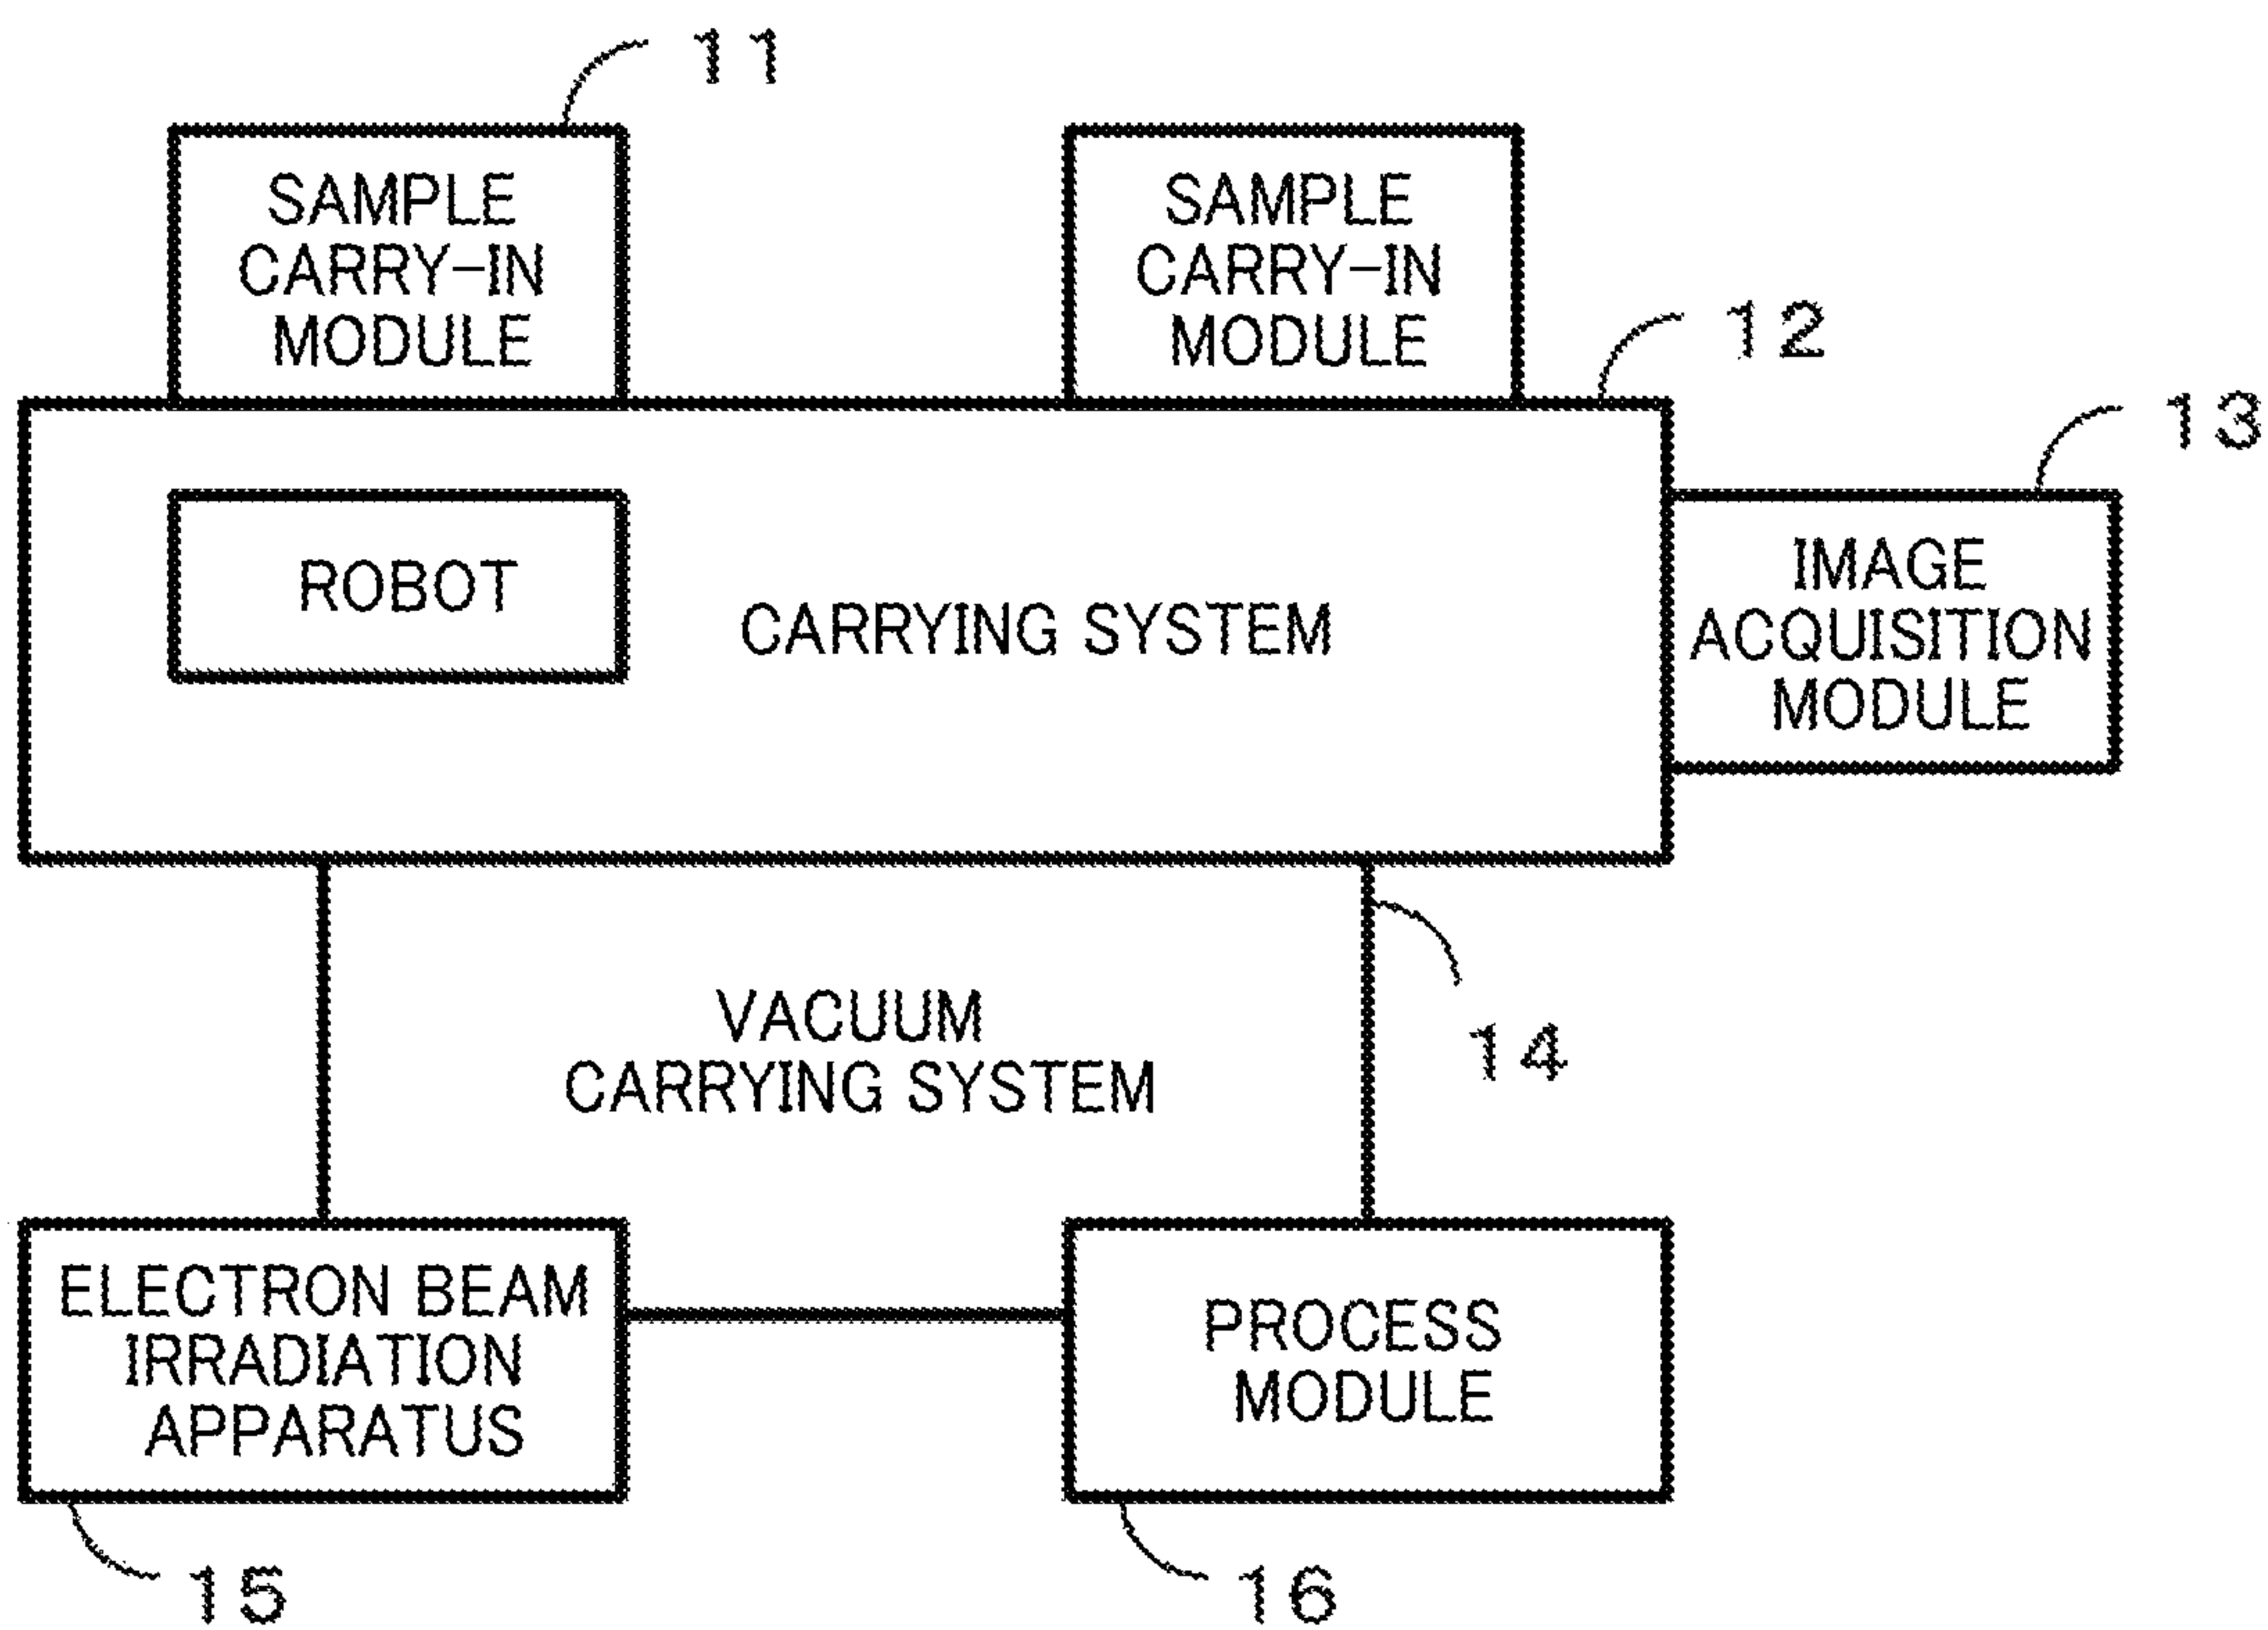 11
SAMPLE
CARRY-IN
MODULE
SAMPLE
CARRY-IN
MODULE
12
13
ROBOT
CARRYING SYSTEM
IMAGE
ACQUISITION
MODULE
VACUUM
CARRYING SYSTEM
14
ELECTRON BEAM
IRRADIATION
APPARATUS
PROCESS
MODULE
15
16